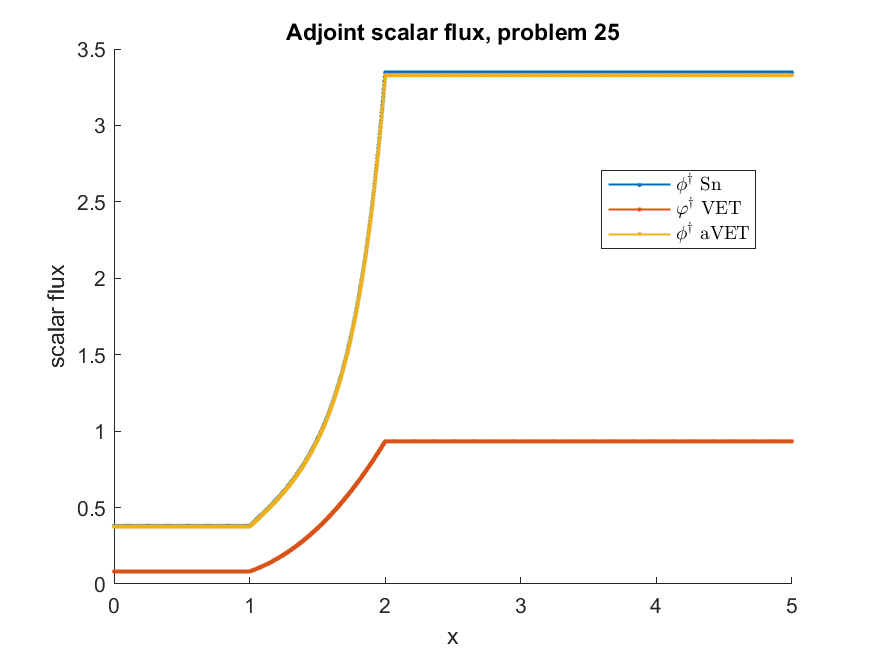 Adjoint scalar flux, problem 25
3.5
3
2.5
2
1.5
1
0.5
0
scalar flux
ϕ† Sn
φ† VET
ϕ† aVET
0 1 2 3 4 5
x